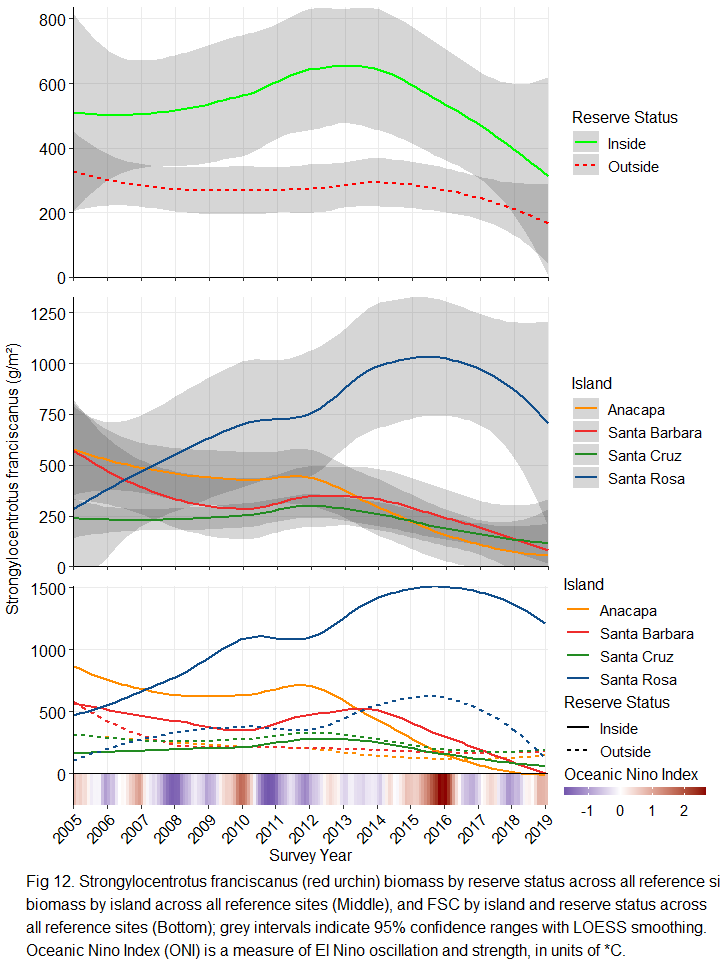 800
600
400
200
0
Reserve Status
Inside
Outside
Strongylocentrotus franciscanus (g/m²)
1250
1000
750
500
250
0
Island
Anacapa
Santa Barbara
Santa Cruz
Santa Rosa
1500
1000
500
0
Island
Anacapa
Santa Barbara
Santa Cruz
Santa Rosa
Reserve Status
Inside
Outside
Oceanic Nino Index
-1 0 1 2
2005 2006 2007 2008 2009 2010 2011 2012 2013 2014 2015 2016 2017 2018 2019
Survey Year
Fig 12. Strongylocentrotus franciscanus (red urchin) biomass by reserve status across all reference si
biomass by island across all reference sites (Middle), and FSC by island and reserve status across
all reference sites (Bottom); grey intervals indicate 95% confidence ranges with LOESS smoothing.
Oceanic Nino Index (ONI) is a measure of El Nino oscillation and strength, in units of *C.